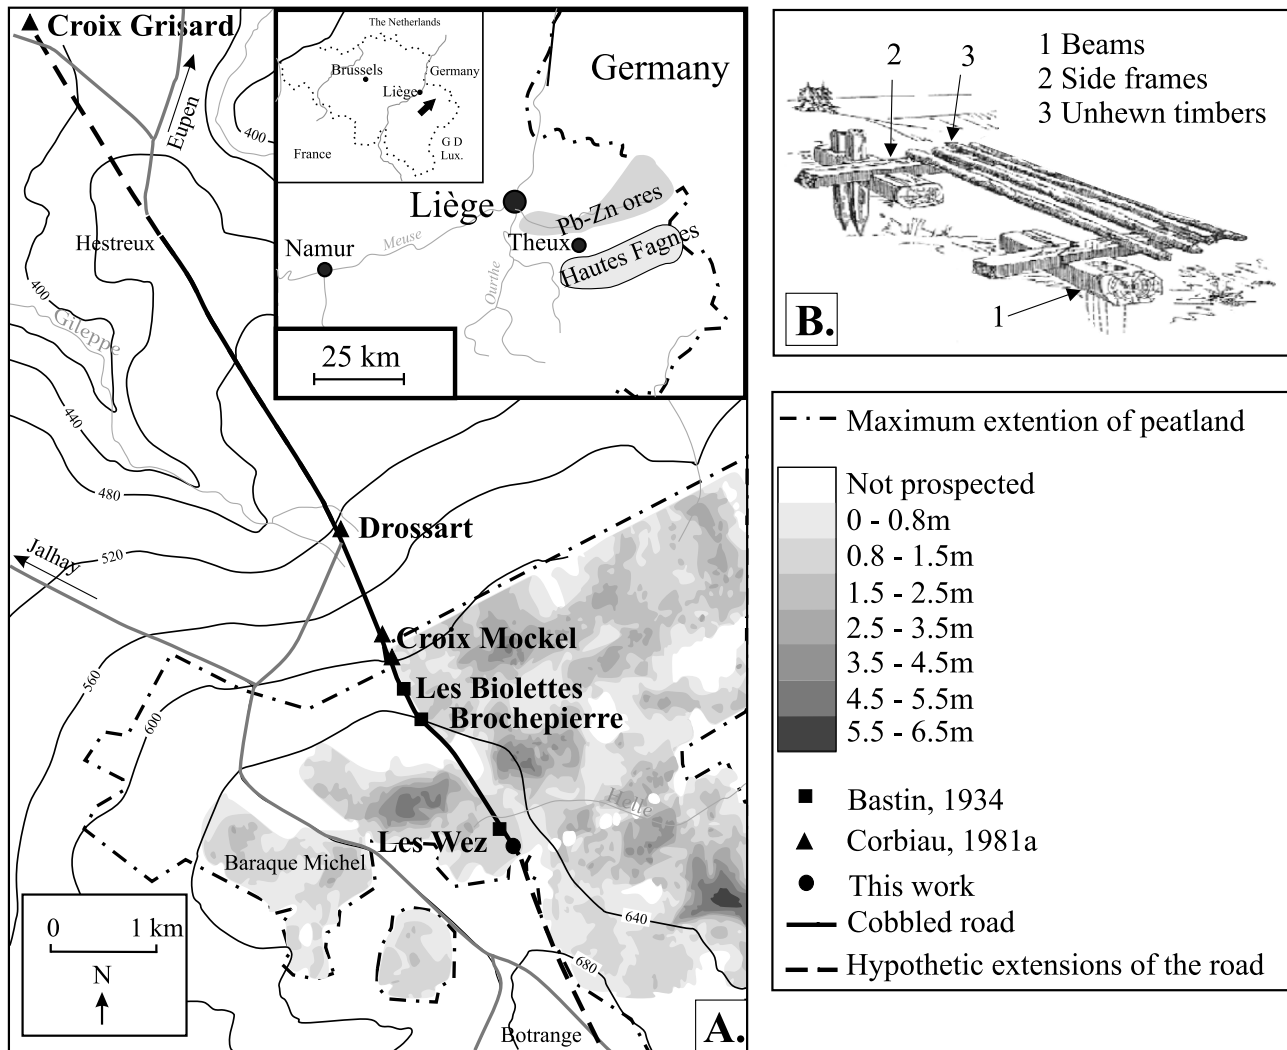 Croix Grisard
Eupen
400
Hestreux
400
Gileppe
440
480
520
Jalhay
Drossart
Croix Mockel
Les Biolettes
Brochepierre
560
600
Helle
Les Wez
Baraque Michel
640
680
Botrange
0 1 km
N
A.
The Netherlands
Brussels
Germany
Liège
G D
Lux.
France
Germany
Liège
Pb-Zn ores
Theux
Hautes Fagnes
Namur
Meuse
Ourthe
25 km
2 3
1 Beams
2 Side frames
3 Unhewn timbers
1
B.
Maximum extention of peatland
Not prospected
0 - 0.8m
0.8 - 1.5m
1.5 - 2.5m
2.5 - 3.5m
3.5 - 4.5m
4.5 - 5.5m
5.5 - 6.5m
Bastin, 1934
Corbiau, 1981a
This work
Cobbled road
Hypothetic extensions of the road